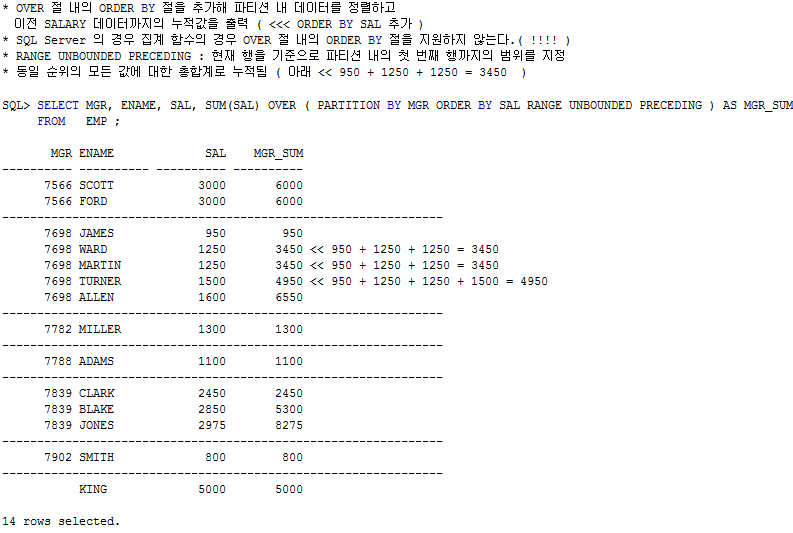 * OVER 절 내의 ORDER BY 절을 추가해 파티션 내 데이터를 정렬하고
  이전 SALARY 데이터까지의 누적값을 출력 ( <<< ORDER BY SAL 추가 )
* SQL Server 의 경우 집계 함수의 경우 OVER 절 내의 ORDER BY 절을 지원하지 않는다.( !!!! )
* RANGE UNBOUNDED PRECEDING : 현재 행을 기준으로 파티션 내의 첫 번째 행까지의 범위를 지정
* 동일 순위의 모든 값에 대한 총합계로 누적됨 ( 아래 << 950 + 1250 + 1250 = 3450  )

SQL> SELECT MGR, ENAME, SAL, SUM(SAL) OVER ( PARTITION BY MGR ORDER BY SAL RANGE UNBOUNDED PRECEDING ) AS MGR_SUM
     FROM   EMP ;

       MGR ENAME             SAL    MGR_SUM
---------- ---------- ---------- ----------
      7566 SCOTT            3000       6000
      7566 FORD             3000       6000
-------------------------------------------------------------
      7698 JAMES             950        950
      7698 WARD             1250       3450 << 950 + 1250 + 1250 = 3450
      7698 MARTIN           1250       3450 << 950 + 1250 + 1250 = 3450
      7698 TURNER           1500       4950 << 950 + 1250 + 1250 + 1500 = 4950
      7698 ALLEN            1600       6550
-------------------------------------------------------------
      7782 MILLER           1300       1300
-------------------------------------------------------------
      7788 ADAMS            1100       1100
-------------------------------------------------------------
      7839 CLARK            2450       2450
      7839 BLAKE            2850       5300
      7839 JONES            2975       8275
-------------------------------------------------------------
      7902 SMITH             800        800
-------------------------------------------------------------
           KING             5000       5000

14 rows selected.